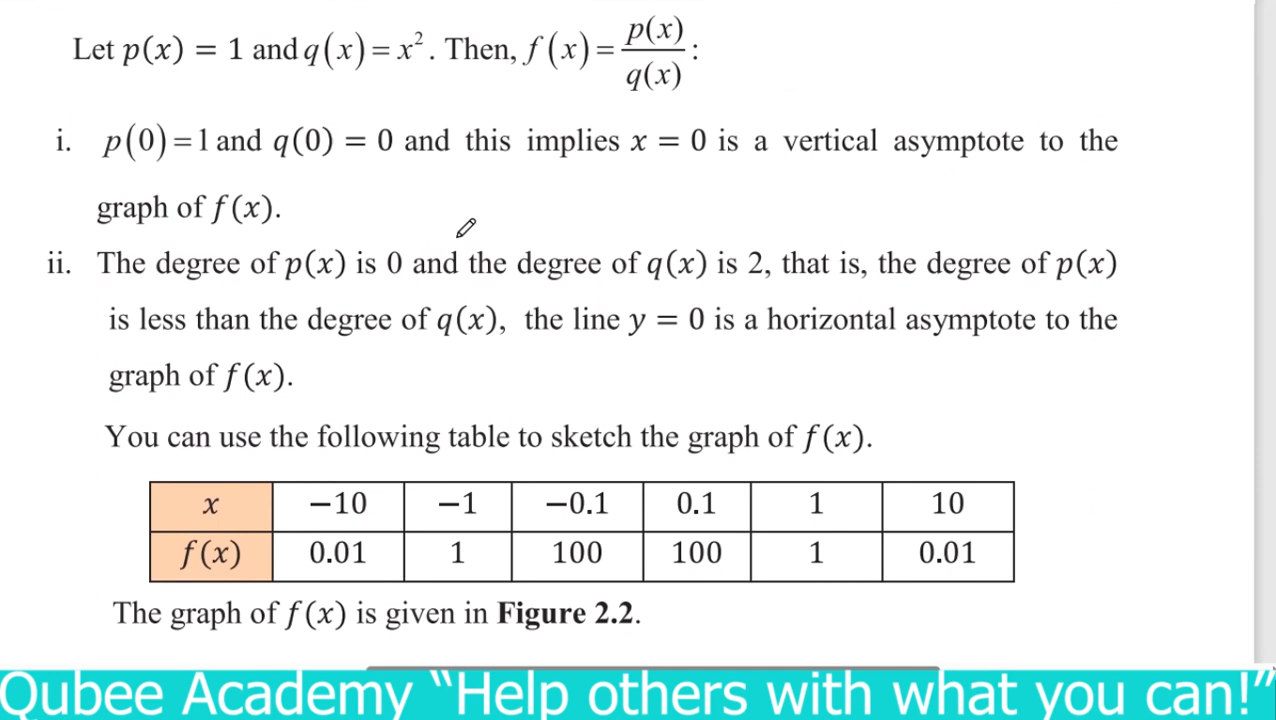 Let p(x) = 1 and q(x) = x². Then, f(x) = p(x)/q(x) :
i. p(0) = 1 and q(0) = 0 and this implies x = 0 is a vertical asymptote to the
graph of f(x).
ii. The degree of p(x) is 0 and the degree of q(x) is 2, that is, the degree of p(x)
is less than the degree of q(x), the line y = 0 is a horizontal asymptote to the
graph of f(x).
You can use the following table to sketch the graph of f(x).
x −10 −1 −0.1 0.1 1 10
f(x) 0.01 1 100 100 1 0.01
The graph of f(x) is given in Figure 2.2.
Qubee Academy “Help others with what you can!”